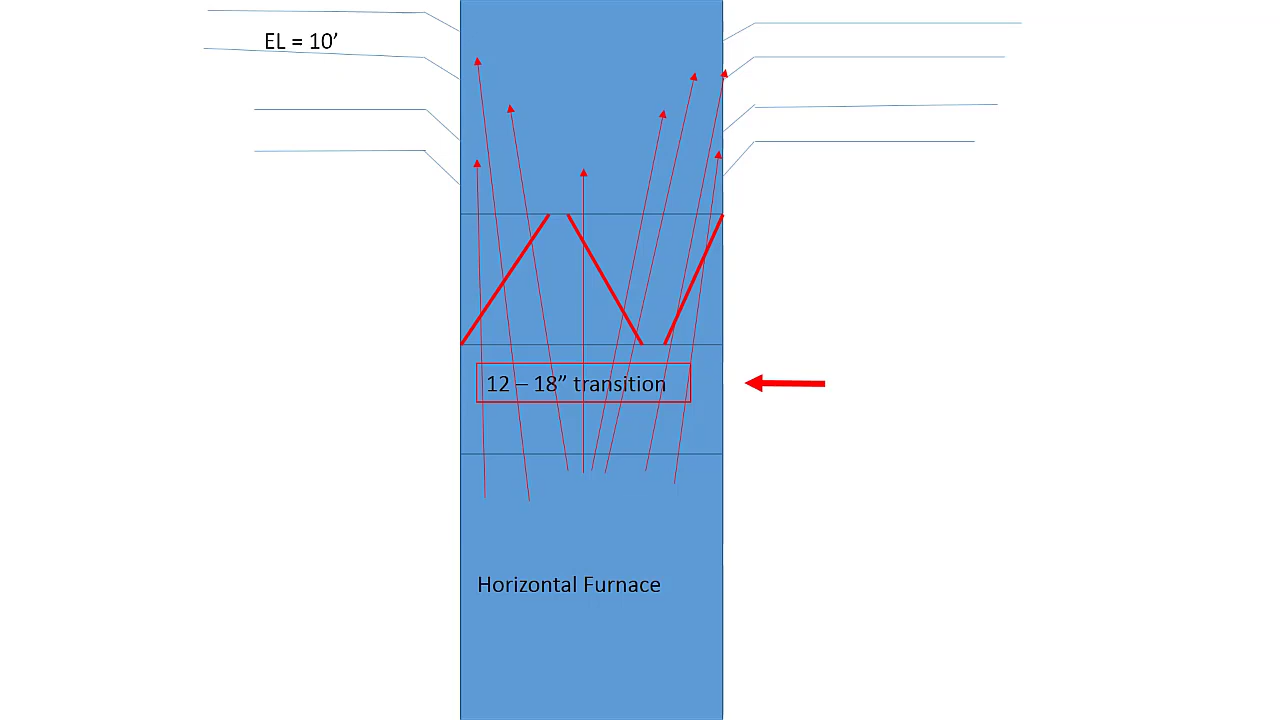 EL = 10’
12 – 18” transition
Horizontal Furnace